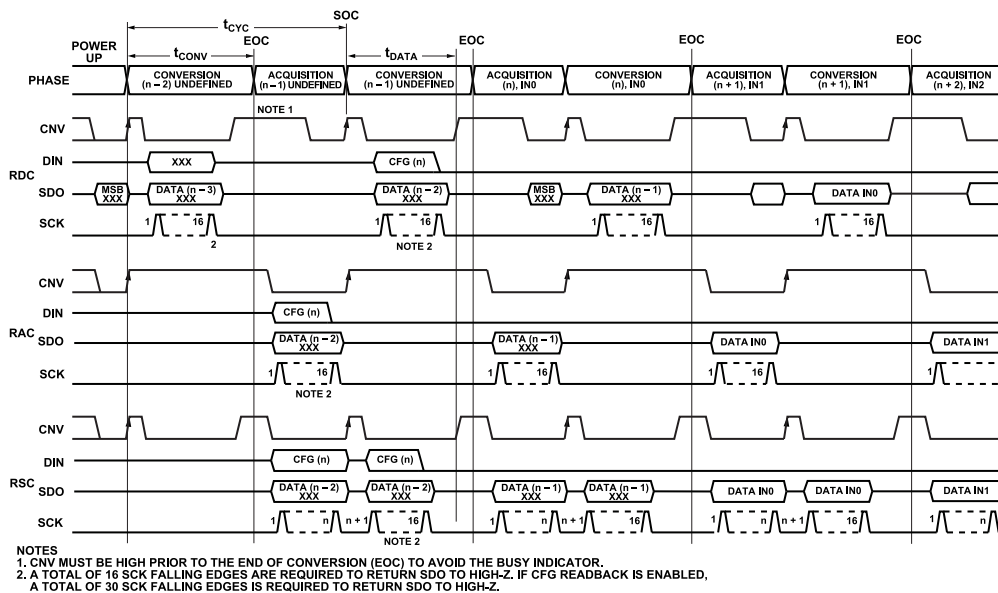 tCYC
SOC
POWER UP
tCONV
EOC
tDATA
EOC
EOC
EOC
PHASE
CONVERSION (n – 2) UNDEFINED
ACQUISITION (n – 1) UNDEFINED
CONVERSION (n – 1) UNDEFINED
ACQUISITION (n), IN0
CONVERSION (n), IN0
ACQUISITION (n + 1), IN1
CONVERSION (n + 1), IN1
ACQUISITION (n + 2), IN2
NOTE 1
CNV
RDC
DIN
XXX
CFG (n)
SDO
MSB XXX
DATA (n – 3) XXX
DATA (n – 2) XXX
MSB XXX
DATA (n – 1) XXX
DATA IN0
SCK
1 16 2
1 16
NOTE 2
1 16
1 16
CNV
RAC
DIN
CFG (n)
SDO
DATA (n – 2) XXX
DATA (n – 1) XXX
DATA IN0
DATA IN1
SCK
1 16
NOTE 2
1 16
1 16
1
CNV
RSC
DIN
CFG (n)
CFG (n)
SDO
DATA (n – 2) XXX
DATA (n – 2) XXX
DATA (n – 1) XXX
DATA (n – 1) XXX
DATA IN0
DATA IN0
DATA IN1
SCK
1 n n + 1 16
NOTE 2
1 n n + 1 16
1 n n + 1 16
1 n
NOTES
1. CNV MUST BE HIGH PRIOR TO THE END OF CONVERSION (EOC) TO AVOID THE BUSY INDICATOR.
2. A TOTAL OF 16 SCK FALLING EDGES ARE REQUIRED TO RETURN SDO TO HIGH-Z. IF CFG READBACK IS ENABLED,
A TOTAL OF 30 SCK FALLING EDGES IS REQUIRED TO RETURN SDO TO HIGH-Z.